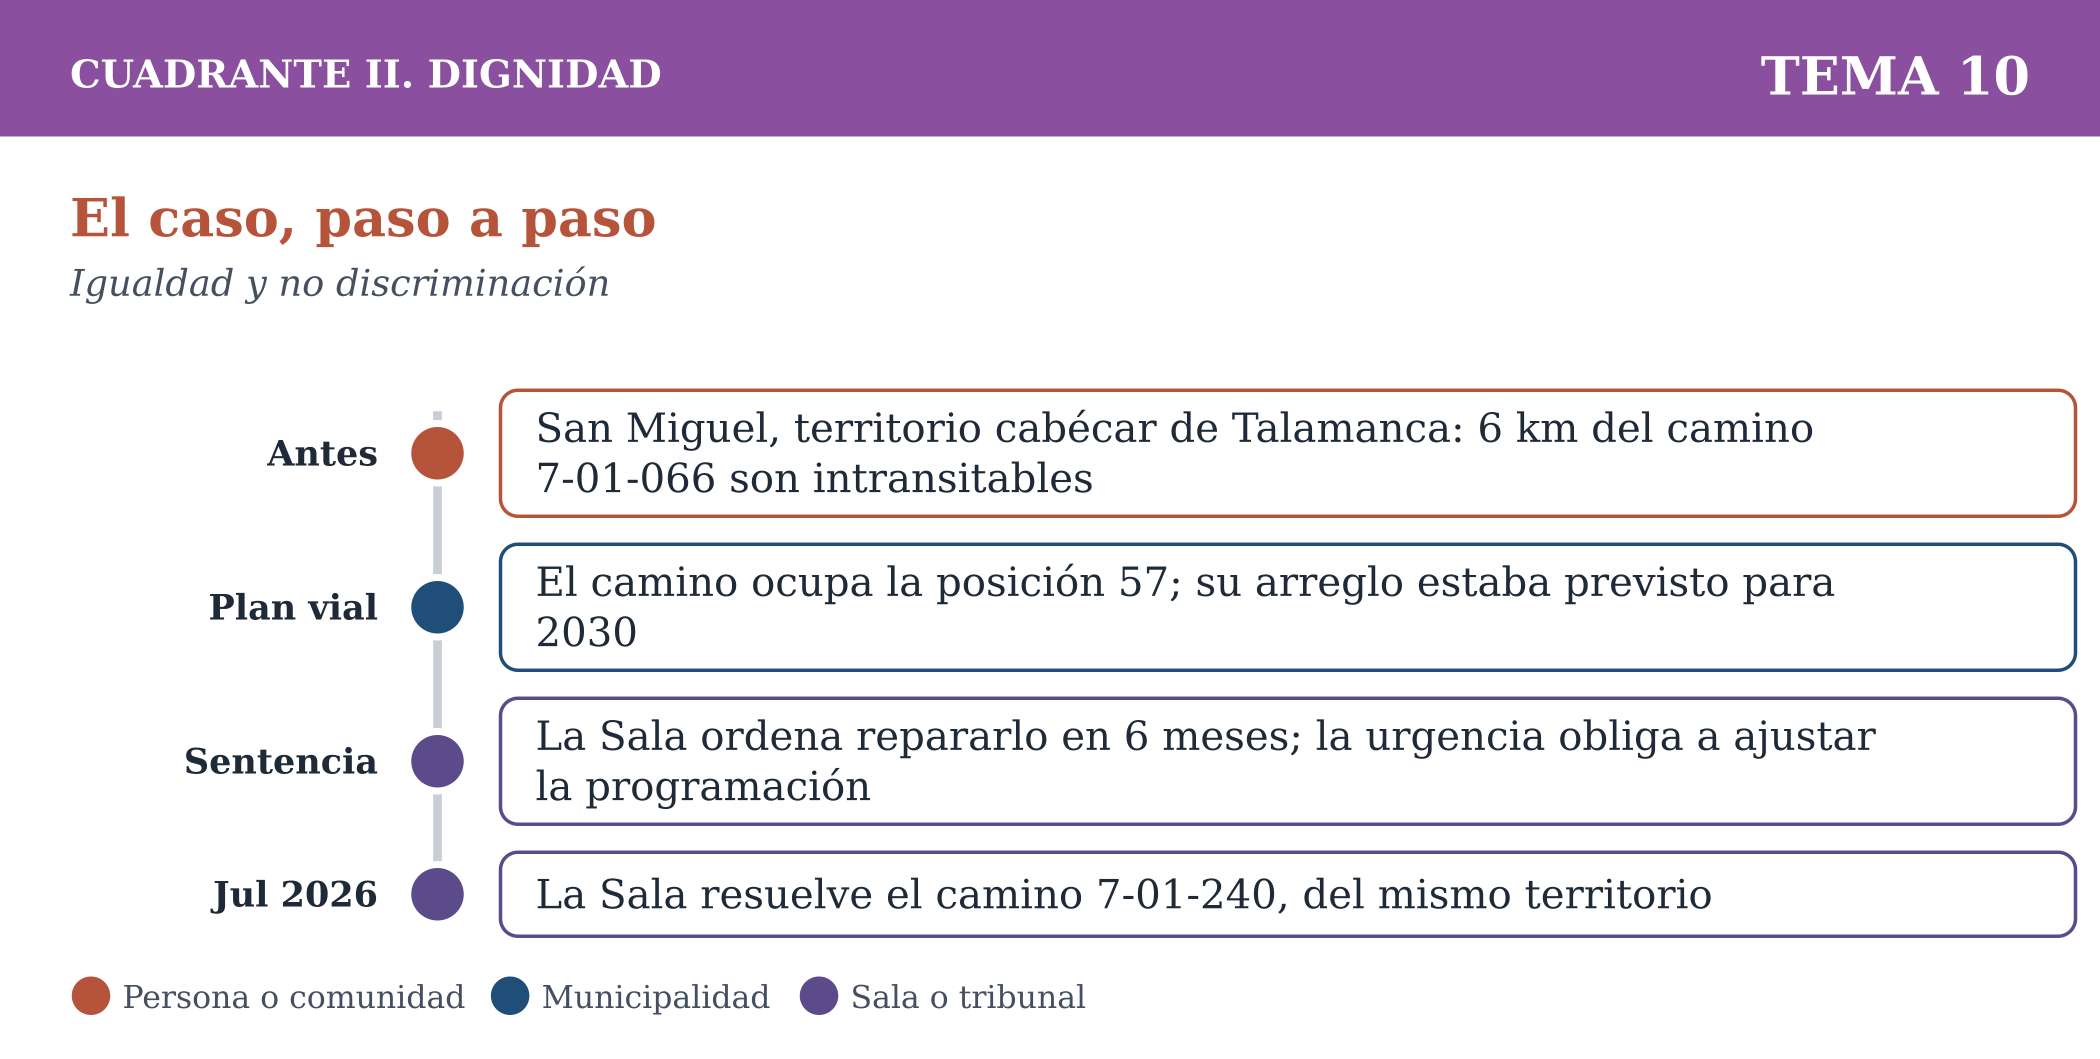 CUADRANTE II. DIGNIDAD
TEMA 10
El caso, paso a paso
Igualdad y no discriminación
Antes
San Miguel, territorio cabécar de Talamanca: 6 km del camino
7-01-066 son intransitables
Plan vial
El camino ocupa la posición 57; su arreglo estaba previsto para
2030
Sentencia
La Sala ordena repararlo en 6 meses; la urgencia obliga a ajustar
la programación
Jul 2026
La Sala resuelve el camino 7-01-240, del mismo territorio
Persona o comunidad
Municipalidad
Sala o tribunal